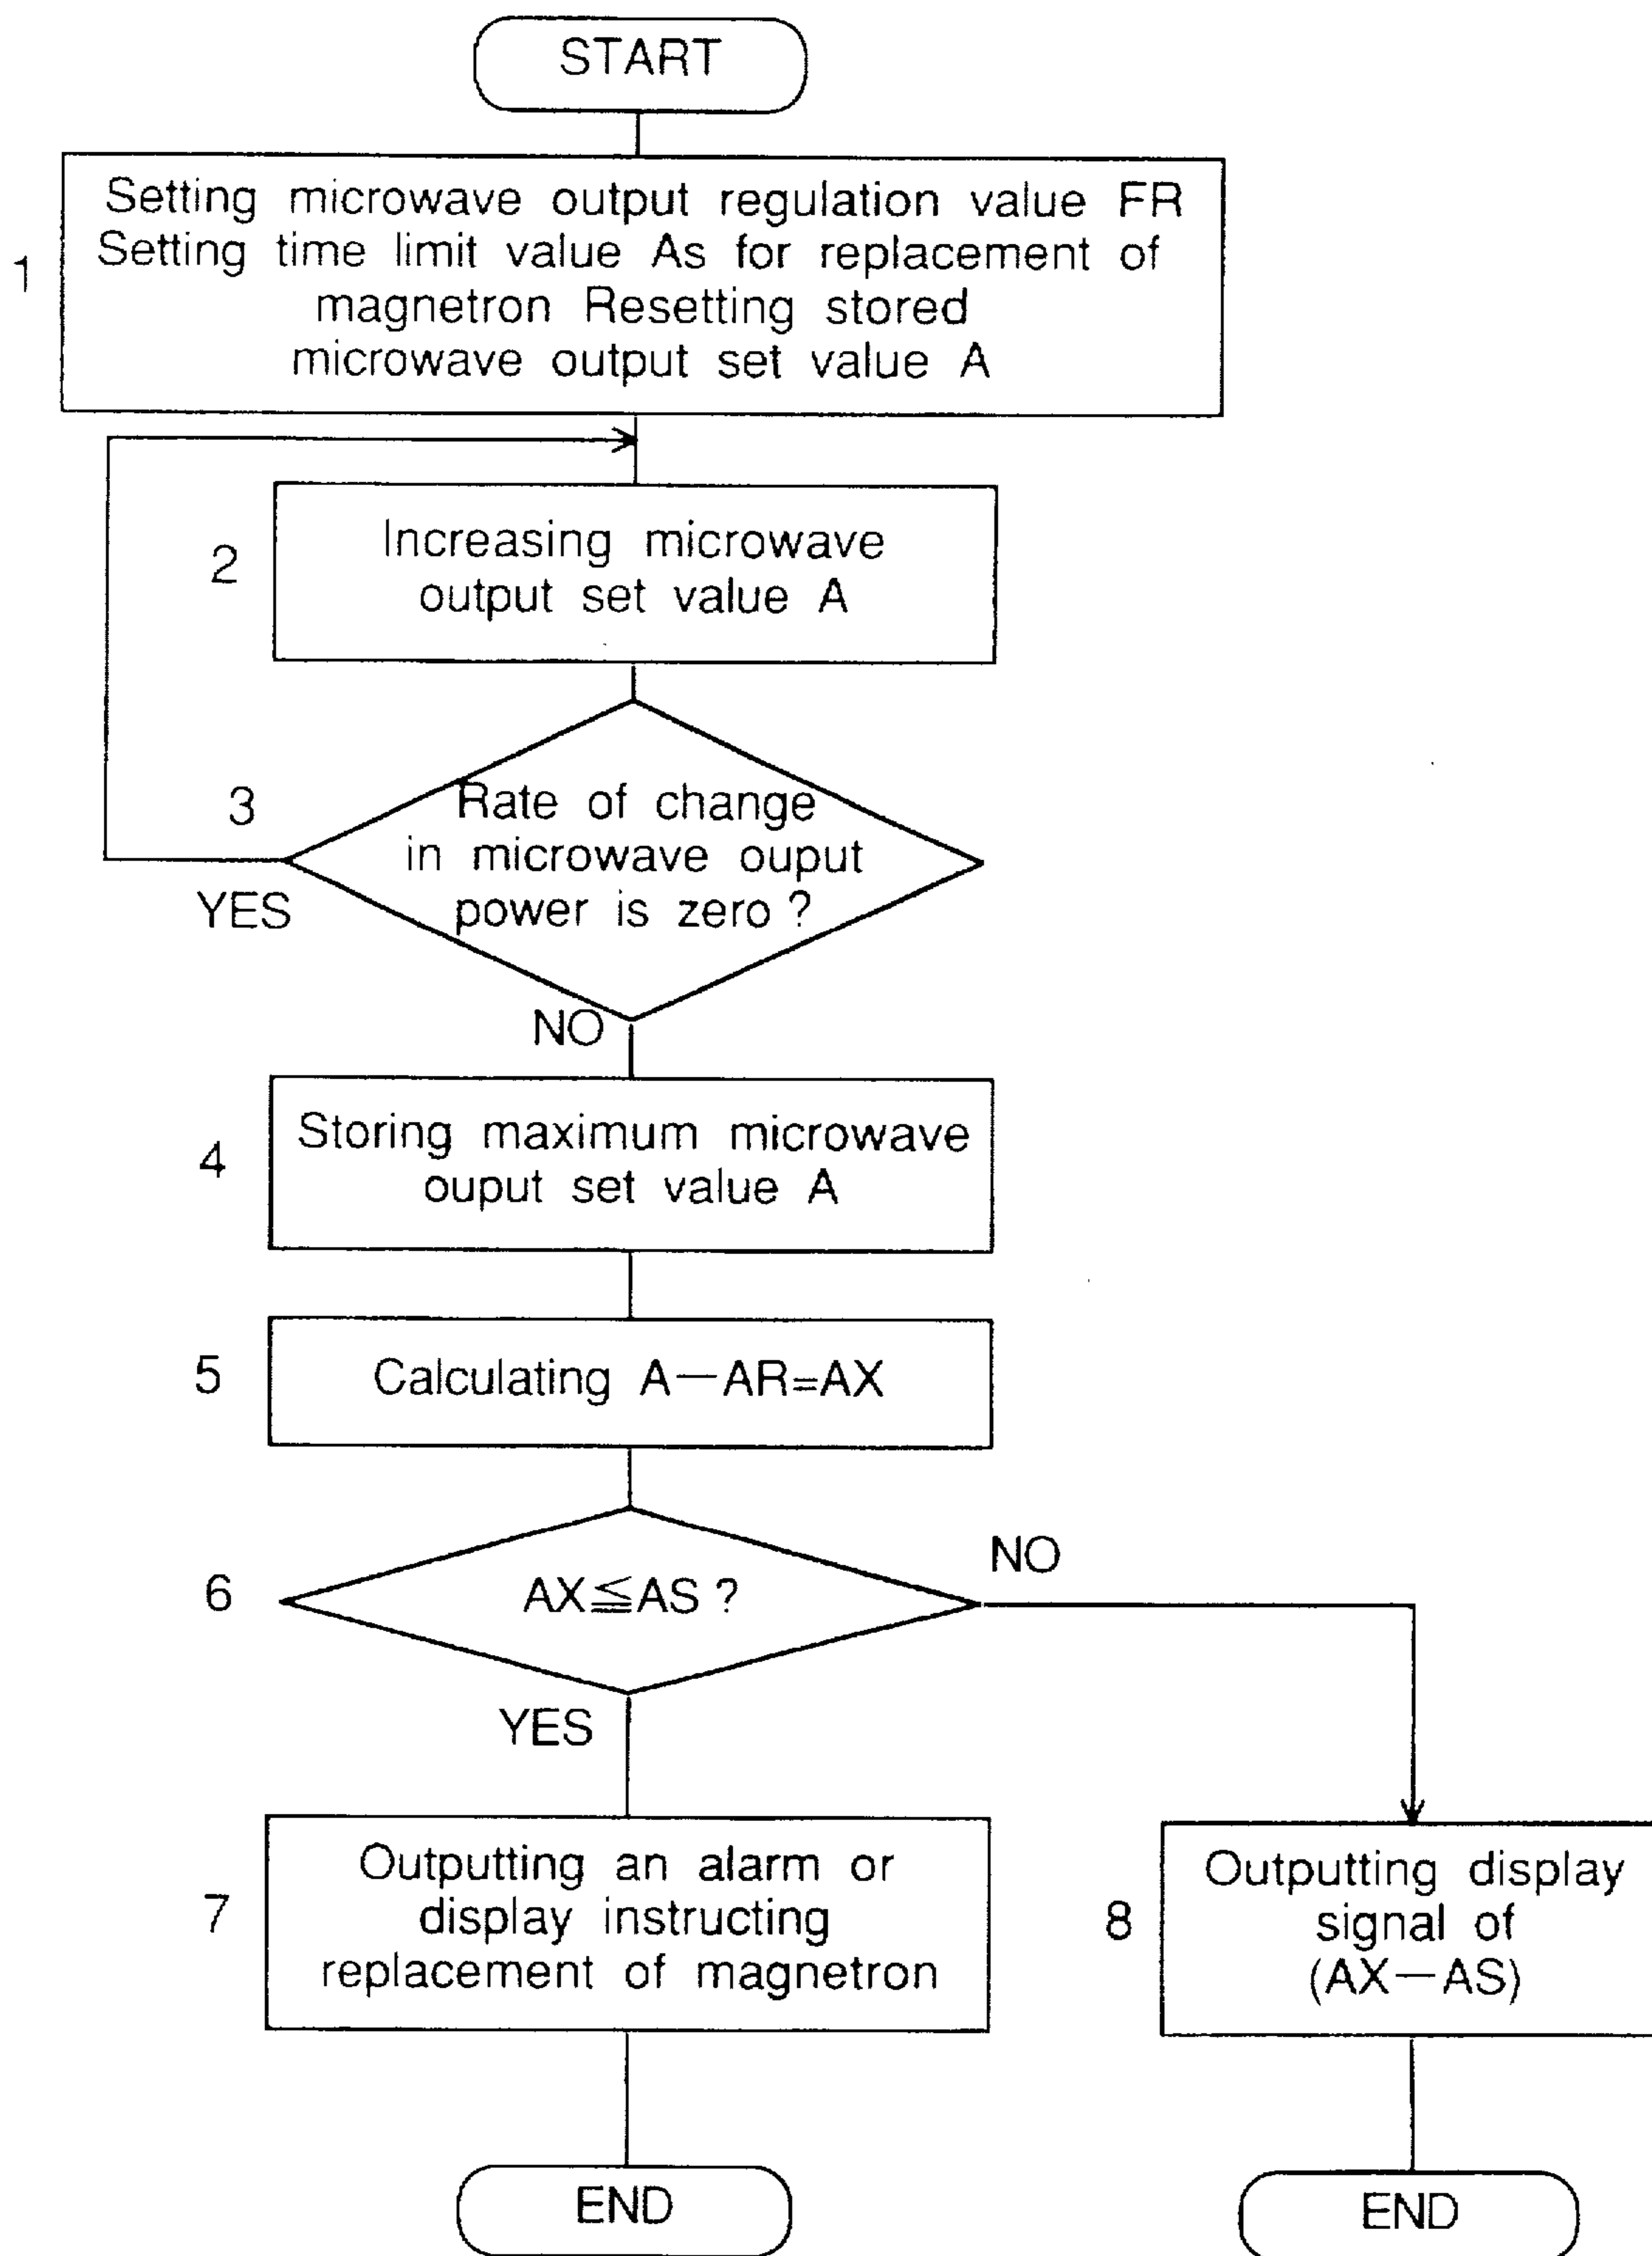 START
Setting microwave output regulation value FR
Setting time limit value As for replacement of
magnetron Resetting stored
microwave output set value A
1
Increasing microwave
output set value A
2
Rate of change
in microwave ouput
power is zero ?
3
YES
NO
Storing maximum microwave
ouput set value A
4
Calculating A—AR=AX
5
AX≦AS ?
6
NO
YES
Outputting an alarm or
display instructing
replacement of magnetron
7
Outputting display
signal of
(AX—AS)
8
END
END